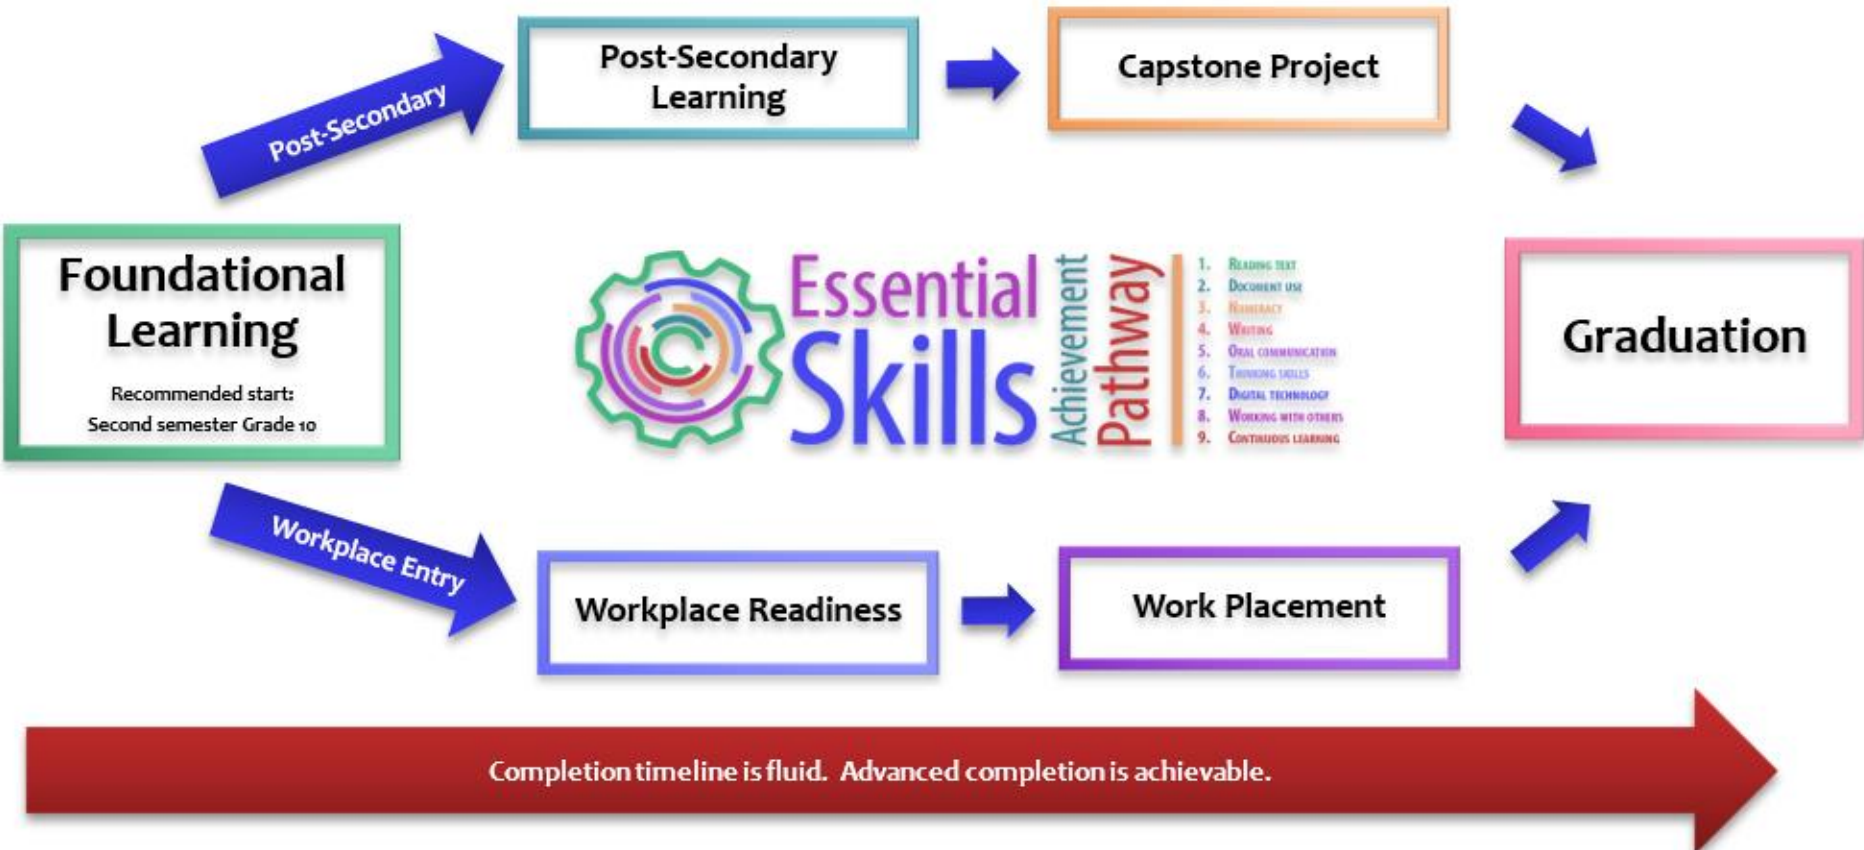 Post-Secondary
Post-Secondary
Learning
Capstone Project
Foundational
Learning
Recommended start:
Second semester Grade 10
Essential
Skills
Achievement
Pathway
1. Reading text
2. Document use
3. Numeracy
4. Writing
5. Oral communication
6. Thinking skills
7. Digital technology
8. Working with others
9. Continuous learning
Graduation
Workplace Entry
Workplace Readiness
Work Placement
Completion timeline is fluid. Advanced completion is achievable.